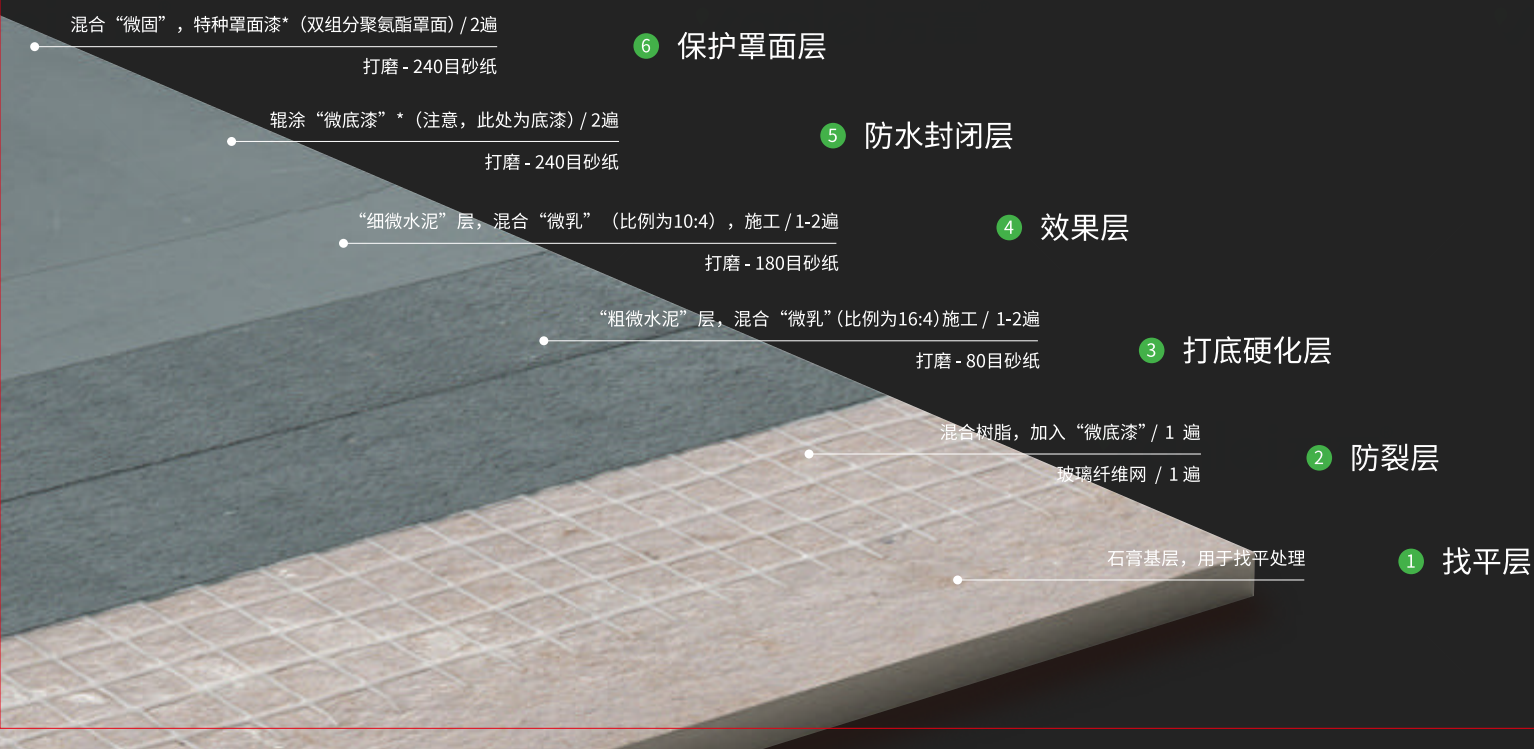 混合“微固”，特种罩面漆*（双组分聚氨酯罩面) / 2遍
打磨 - 240目砂纸
6 保护罩面层
辊涂“微底漆” *（注意，此处为底漆) / 2遍
打磨 - 240目砂纸
5 防水封闭层
“细微水泥”层，混合“微乳”（比例为10:4），施工 / 1-2遍
打磨 - 180目砂纸
4 效果层
“粗微水泥”层，混合“微乳”(比例为16:4)施工 / 1-2遍
打磨 - 80目砂纸
3 打底硬化层
混合树脂，加入“微底漆” / 1 遍
玻璃纤维网 / 1 遍
2 防裂层
石膏基层，用于找平处理
1 找平层